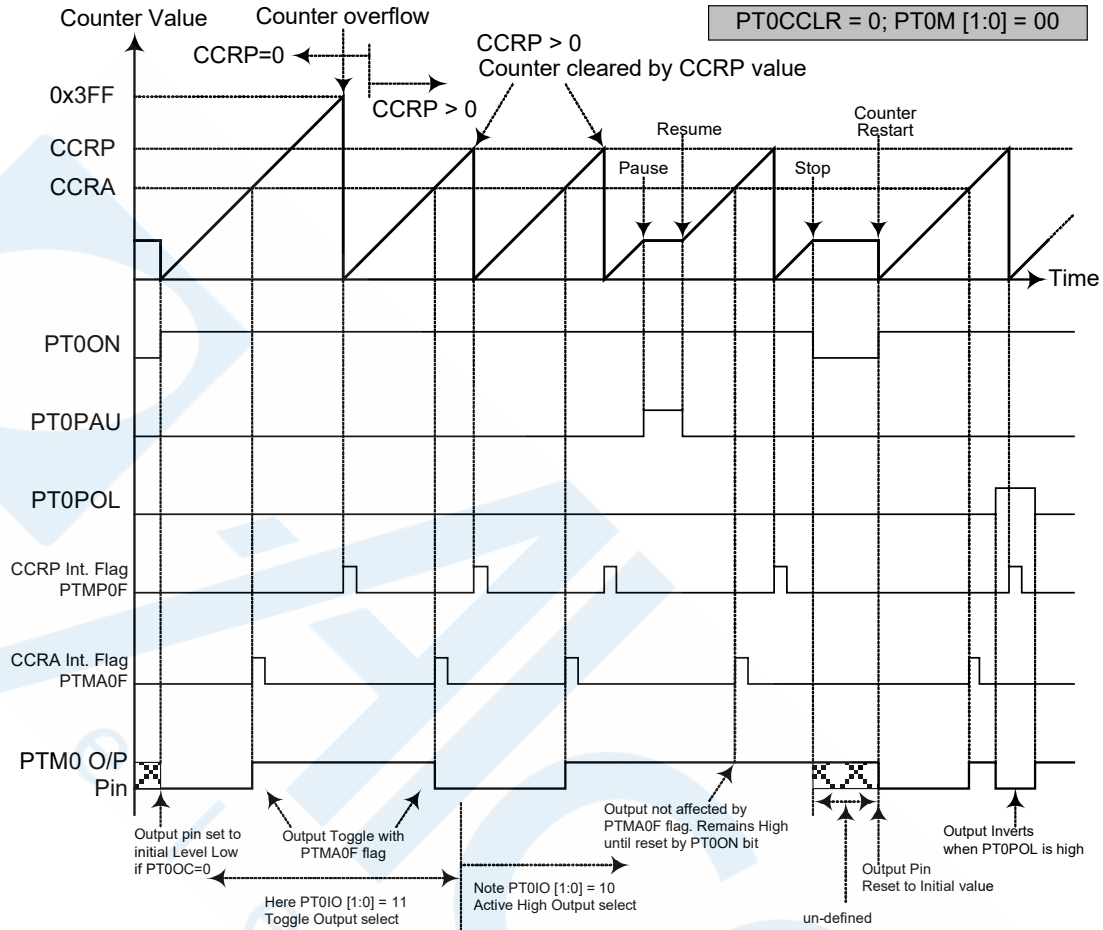 Counter Value
Counter overflow
PT0CCLR = 0; PT0M [1:0] = 00
CCRP=0
CCRP > 0
CCRP > 0
Counter cleared by CCRP value
0x3FF
CCRP
CCRA
Pause
Resume
Stop
Counter
Restart
Time
PT0ON
PT0PAU
PT0POL
CCRP Int. Flag
PTMP0F
CCRA Int. Flag
PTMA0F
PTM0 O/P
Pin
Output pin set to
initial Level Low
if PT0OC=0
Output Toggle with
PTMA0F flag
Here PT0IO [1:0] = 11
Toggle Output select
Note PT0IO [1:0] = 10
Active High Output select
Output not affected by
PTMA0F flag. Remains High
until reset by PT0ON bit
un-defined
Output Pin
Reset to Initial value
Output Inverts
when PT0POL is high